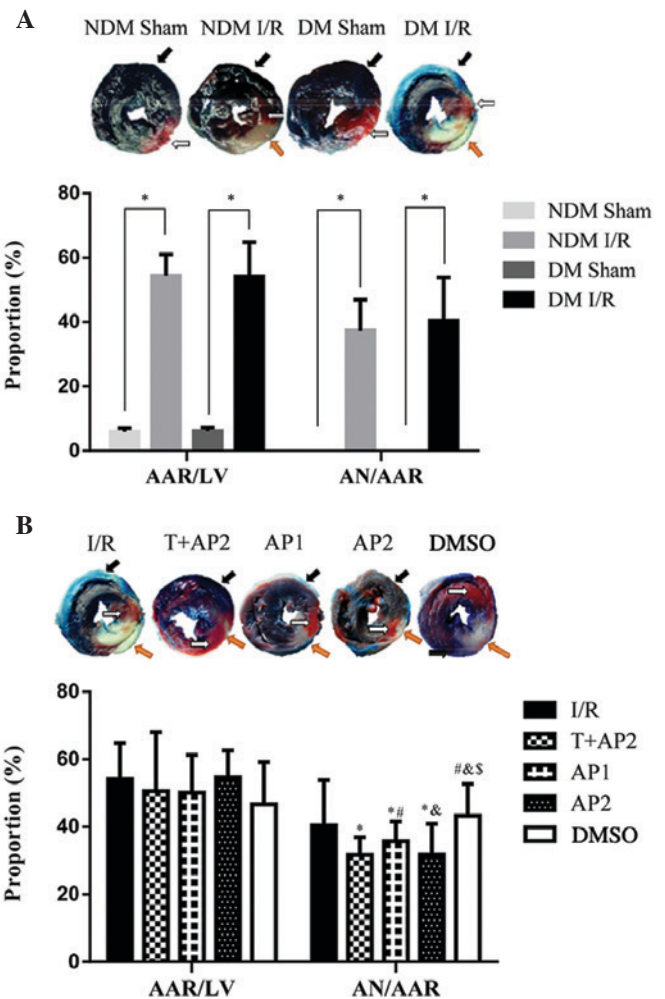 A
NDM Sham NDM I/R DM Sham DM I/R
80
60
40
20
0
Proportion (%)
* * * *
NDM Sham
NDM I/R
DM Sham
DM I/R
AAR/LV AN/AAR
B
I/R T+AP2 AP1 AP2 DMSO
80
60
40
20
0
Proportion (%)
* *# *& #&$
I/R
T+AP2
AP1
AP2
DMSO
AAR/LV AN/AAR